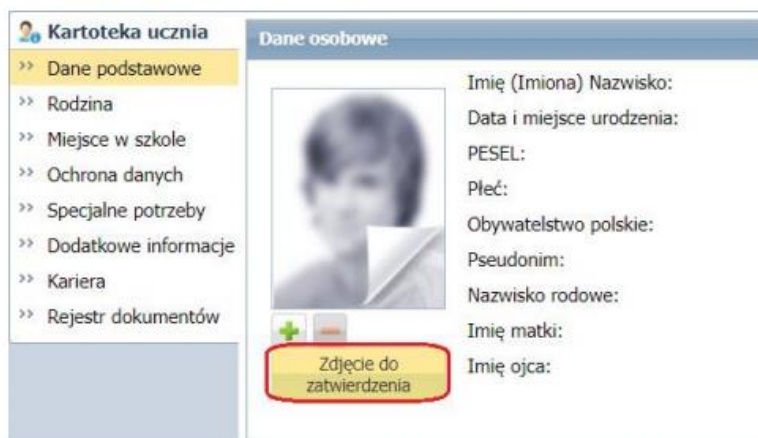 Kartoteka ucznia
>> Dane podstawowe
>> Rodzina
>> Miejsce w szkole
>> Ochrona danych
>> Specjalne potrzeby
>> Dodatkowe informacje
>> Kariera
>> Rejestr dokumentów
Dane osobowe
Imię (Imiona) Nazwisko:
Data i miejsce urodzenia:
PESEL:
Płeć:
Obywatelstwo polskie:
Pseudonim:
Nazwisko rodowe:
Imię matki:
Imię ojca:
Zdjęcie do
zatwierdzenia